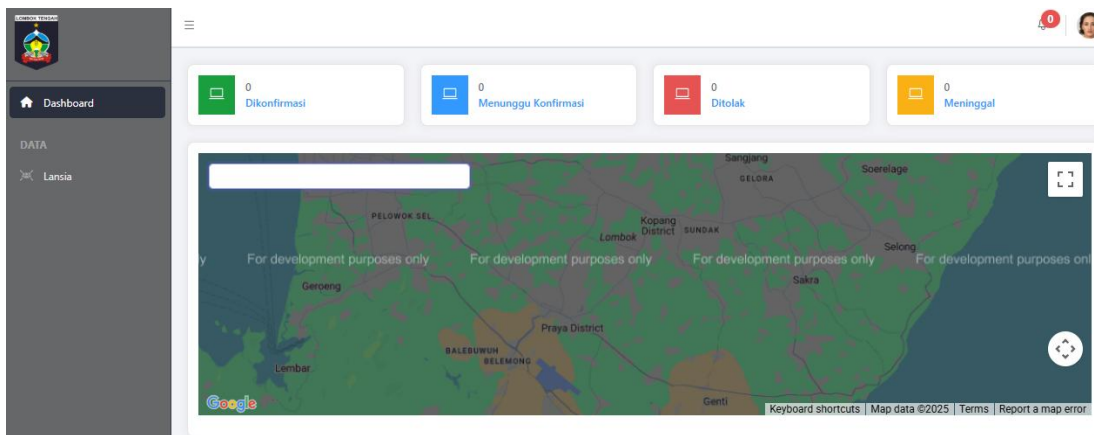 LOMBOK TENGAH
0
Dashboard
DATA
Lansia
0
Dikonfirmasi
0
Menunggu Konfirmasi
0
Ditolak
0
Meninggal
Sangjang
GELORA
Soerelage
PELOWOK SEL.
Kopang
District
SUNDAK
Lombok
Selong
y
For development purposes only
For development purposes only
For development purposes only
For development purposes onl
Geroeng
Sakra
Praya District
BALEBUWUH
BELEMONG
Lembar
Genti
Google
Keyboard shortcuts
Map data ©2025
Terms
Report a map error